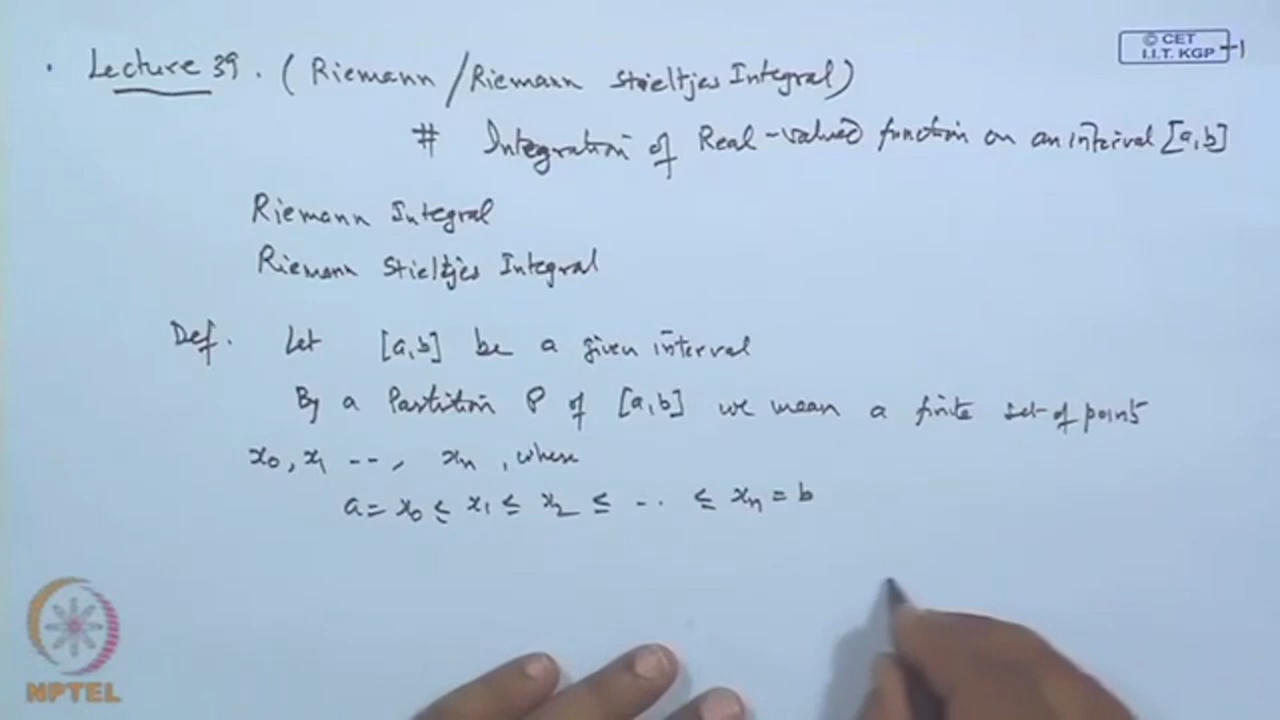 © CET
I.I.T. KGP
Lecture 39. (Riemann/Riemann Stieltjes Integral)
# Integration of Real-valued function on an interval [a,b]
Riemann Integral
Riemann Stieltjes Integral
Def. Let [a,b] be a given interval
By a Partition P of [a,b] we mean a finite set of points
x₀, x₁ --, xₙ, where
a = x₀ ≤ x₁ ≤ x₂ ≤ -.. ≤ xₙ = b
NPTEL